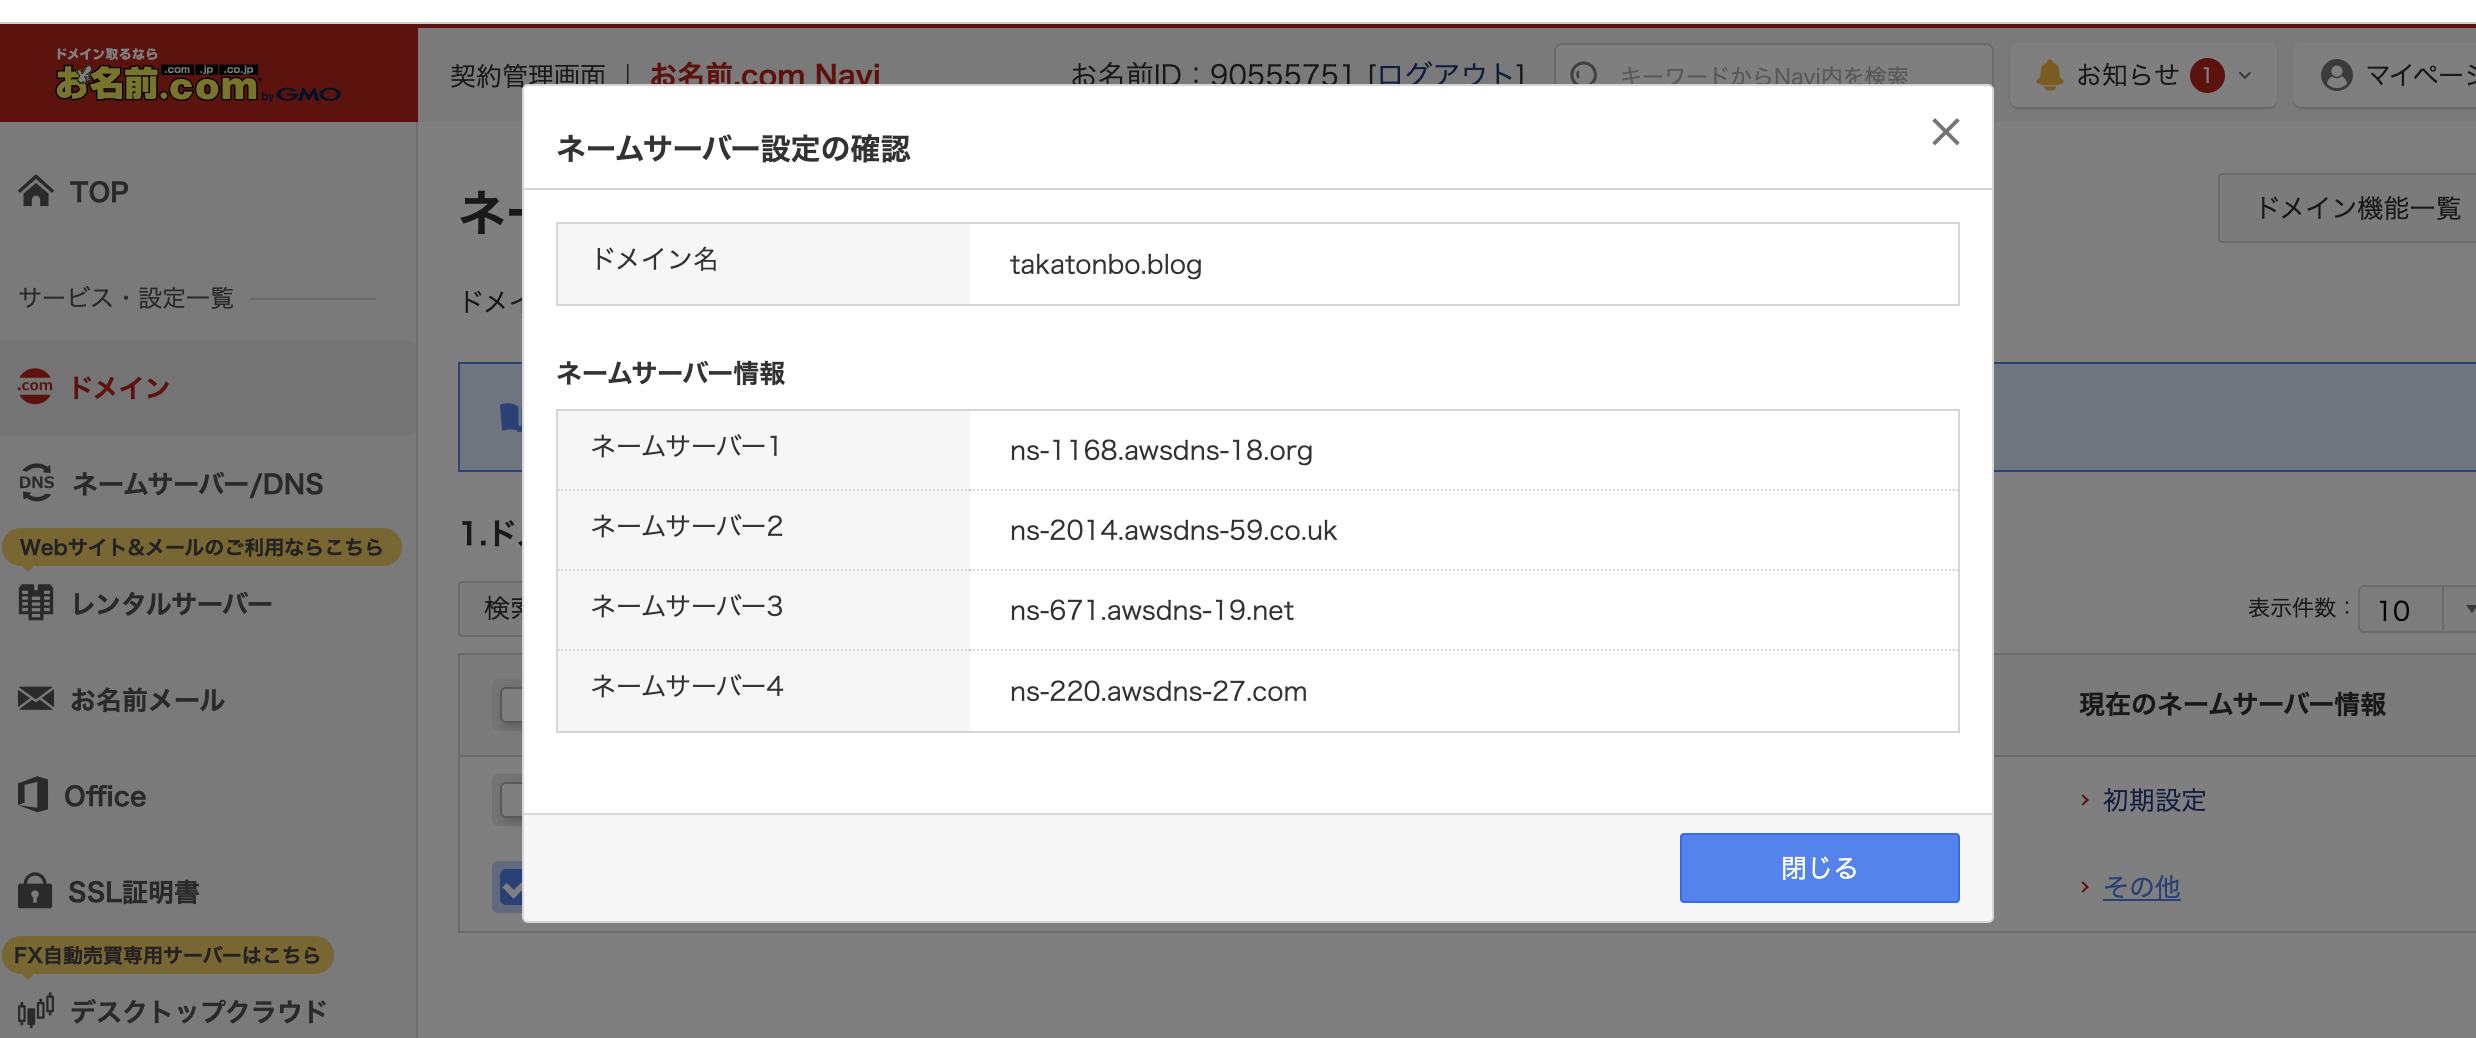 ドメイン取るなら
お名前.com by GMO
.com .jp .co.jp
契約管理画面 | お名前.com Navi
お名前ID：90555751 [ログアウト]
キーワードからNavi内を検索
お知らせ 1
マイページ
TOP
サービス・設定一覧
.com ドメイン
DNS ネームサーバー/DNS
Webサイト&メールのご利用ならこちら
レンタルサーバー
お名前メール
Office
SSL証明書
FX自動売買専用サーバーはこちら
デスクトップクラウド
ネー
ドメイン機能一覧
ドメイ
1.ド
検索
表示件数： 10
現在のネームサーバー情報
初期設定
その他
ネームサーバー設定の確認
ドメイン名 takatonbo.blog
ネームサーバー情報
ネームサーバー1 ns-1168.awsdns-18.org
ネームサーバー2 ns-2014.awsdns-59.co.uk
ネームサーバー3 ns-671.awsdns-19.net
ネームサーバー4 ns-220.awsdns-27.com
閉じる